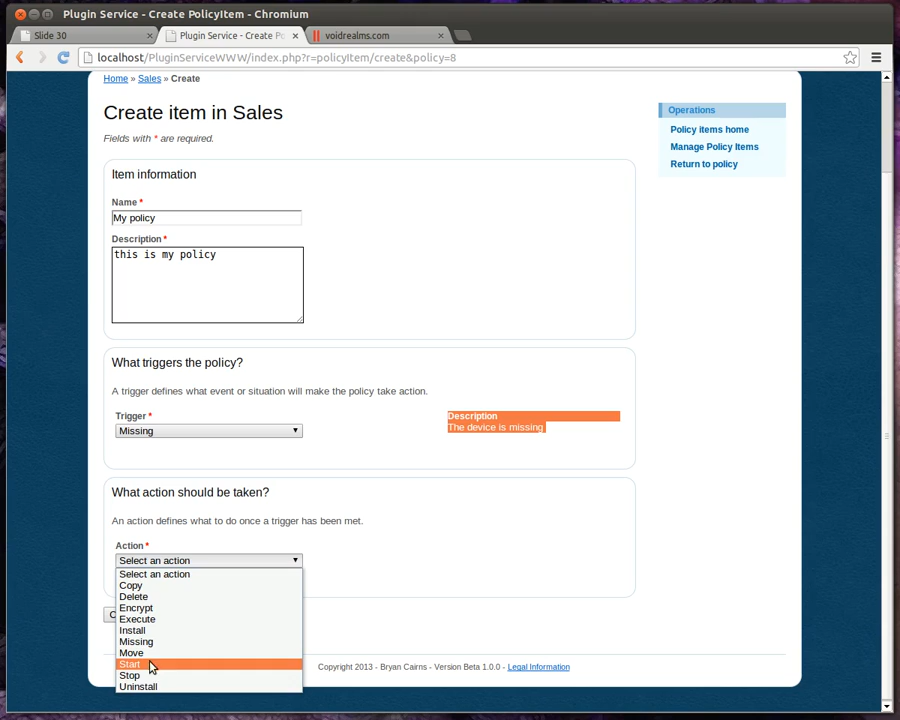 Plugin Service - Create PolicyItem - Chromium
Slide 30
Plugin Service - Create Po
voidrealms.com
localhost/PluginServiceWWW/index.php?r=policyItem/create&policy=8
Home » Sales » Create
Create item in Sales
Fields with * are required.
Operations
Policy items home
Manage Policy Items
Return to policy
Item information
Name *
My policy
Description *
this is my policy
What triggers the policy?
A trigger defines what event or situation will make the policy take action.
Trigger *
Missing
Description
The device is missing
What action should be taken?
An action defines what to do once a trigger has been met.
Action *
Select an action
Select an action
Copy
Delete
Encrypt
Execute
Install
Missing
Move
Start
Stop
Uninstall
Copyright 2013 - Bryan Cairns - Version Beta 1.0.0 - Legal Information